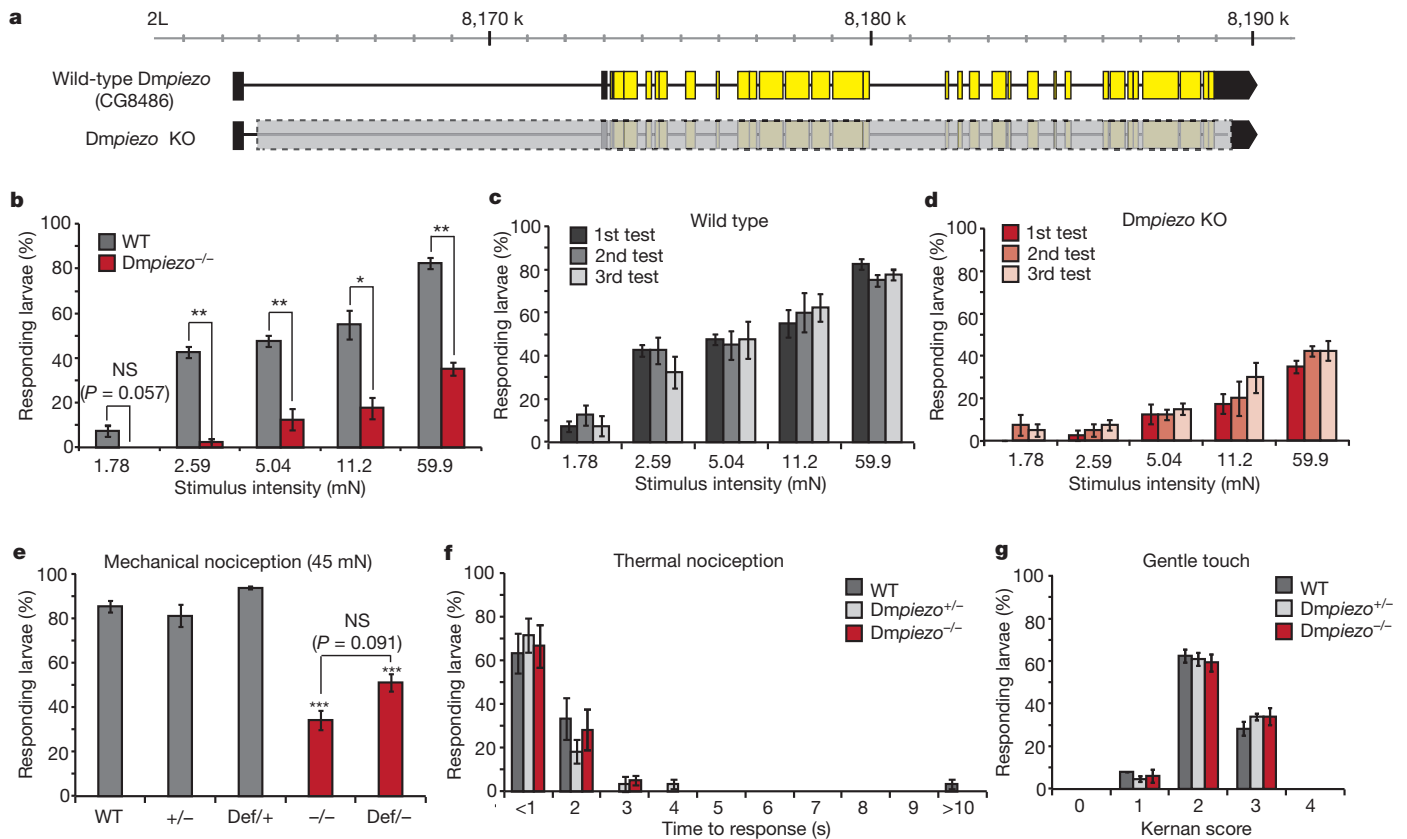 a
2L
8,170 k
8,180 k
8,190 k
Wild-type Dmpiezo
(CG8486)
Dmpiezo KO
b
Responding larvae (%)
100
80
60
40
20
0
WT
Dmpiezo–/–
NS
(P = 0.057)
**
**
*
**
1.78
2.59
5.04
11.2
59.9
Stimulus intensity (mN)
c
Wild type
Responding larvae (%)
100
80
60
40
20
0
1st test
2nd test
3rd test
1.78
2.59
5.04
11.2
59.9
Stimulus intensity (mN)
d
Dmpiezo KO
Responding larvae (%)
100
80
60
40
20
0
1st test
2nd test
3rd test
1.78
2.59
5.04
11.2
59.9
Stimulus intensity (mN)
e
Mechanical nociception (45 mN)
Responding larvae (%)
100
80
60
40
20
0
NS
(P = 0.091)
***
***
WT
+/–
Def/+
–/–
Def/–
f
Thermal nociception
Responding larvae (%)
100
80
60
40
20
0
WT
Dmpiezo+/–
Dmpiezo–/–
<1
2
3
4
5
6
7
8
9
>10
Time to response (s)
g
Gentle touch
Responding larvae (%)
100
80
60
40
20
0
WT
Dmpiezo+/–
Dmpiezo–/–
0
1
2
3
4
Kernan score